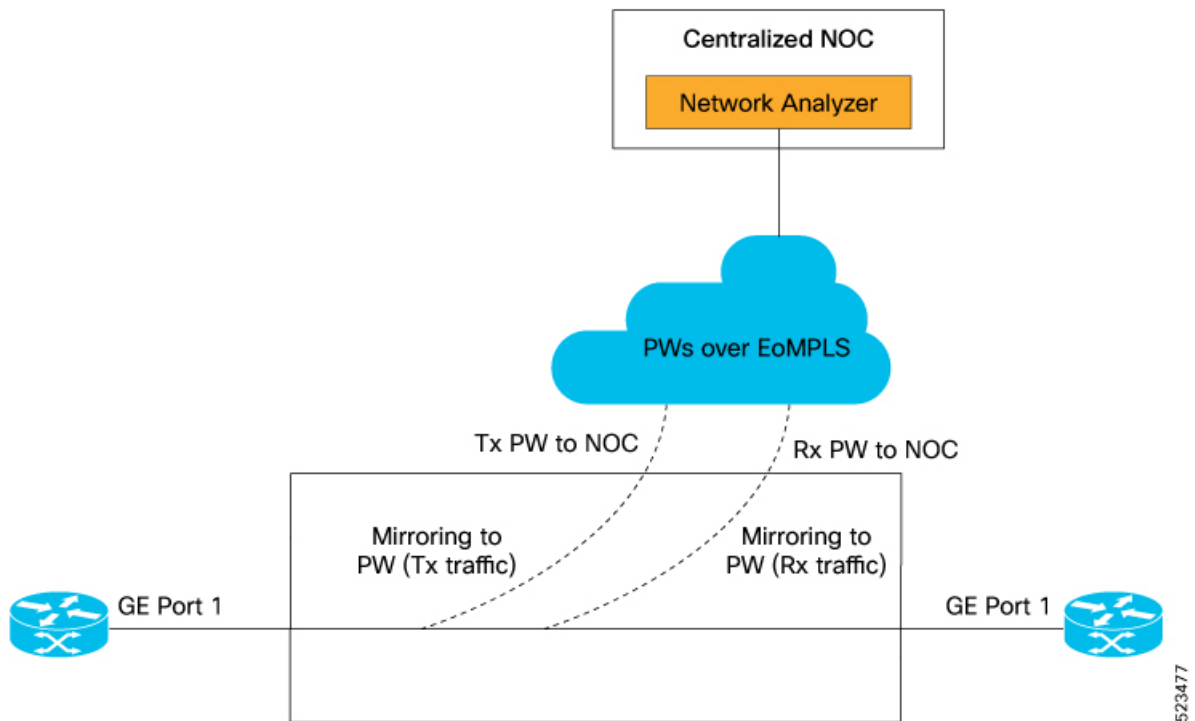 Centralized NOC
Network Analyzer
PWs over EoMPLS
Tx PW to NOC
Rx PW to NOC
Mirroring to
PW (Tx traffic)
Mirroring to
PW (Rx traffic)
GE Port 1
GE Port 1
523477